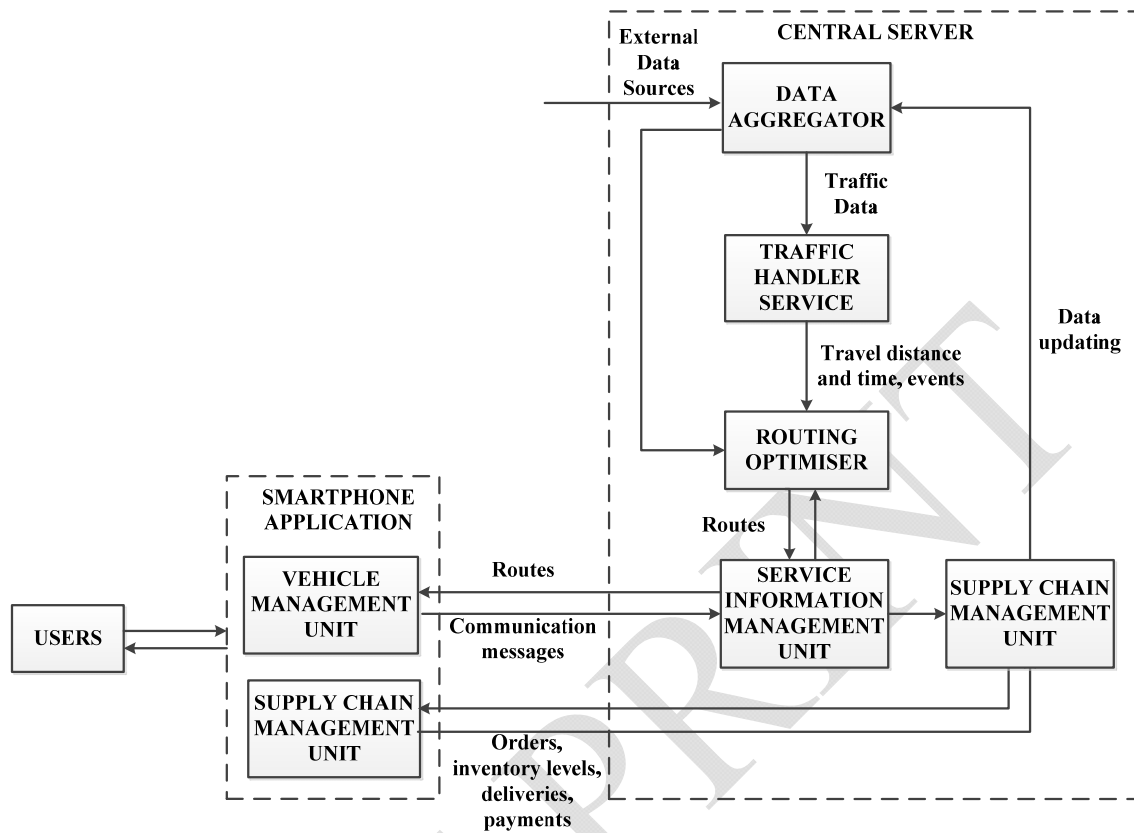 External
Data
Sources
CENTRAL SERVER
DATA
AGGREGATOR
Traffic
Data
TRAFFIC
HANDLER
SERVICE
Data
updating
Travel distance
and time, events
ROUTING
OPTIMISER
Routes
SMARTPHONE
APPLICATION
VEHICLE
MANAGEMENT
UNIT
Routes
Communication
messages
SERVICE
INFORMATION
MANAGEMENT
UNIT
SUPPLY CHAIN
MANAGEMENT
UNIT
USERS
SUPPLY CHAIN
MANAGEMENT
UNIT
Orders,
inventory levels,
deliveries,
payments
PRINT